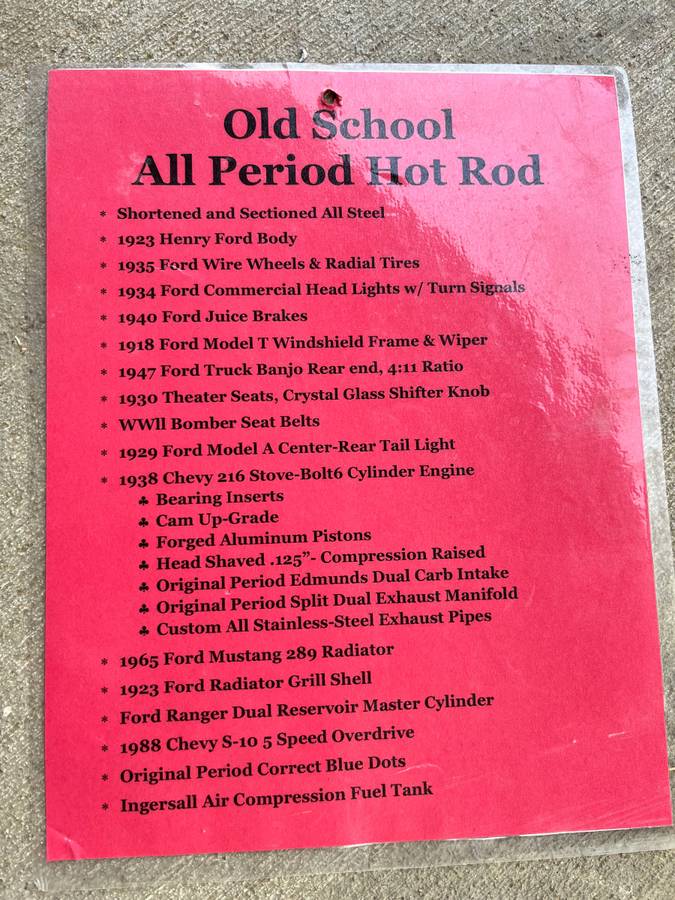 Old School
All Period Hot Rod
* Shortened and Sectioned All Steel
* 1923 Henry Ford Body
* 1935 Ford Wire Wheels & Radial Tires
* 1934 Ford Commercial Head Lights w/ Turn Signals
* 1940 Ford Juice Brakes
* 1918 Ford Model T Windshield Frame & Wiper
* 1947 Ford Truck Banjo Rear end, 4:11 Ratio
* 1930 Theater Seats, Crystal Glass Shifter Knob
* WWll Bomber Seat Belts
* 1929 Ford Model A Center-Rear Tail Light
* 1938 Chevy 216 Stove-Bolt6 Cylinder Engine
♣ Bearing Inserts
♣ Cam Up-Grade
♣ Forged Aluminum Pistons
♣ Head Shaved .125”- Compression Raised
♣ Original Period Edmunds Dual Carb Intake
♣ Original Period Split Dual Exhaust Manifold
♣ Custom All Stainless-Steel Exhaust Pipes
* 1965 Ford Mustang 289 Radiator
* 1923 Ford Radiator Grill Shell
* Ford Ranger Dual Reservoir Master Cylinder
* 1988 Chevy S-10 5 Speed Overdrive
* Original Period Correct Blue Dots
* Ingersall Air Compression Fuel Tank